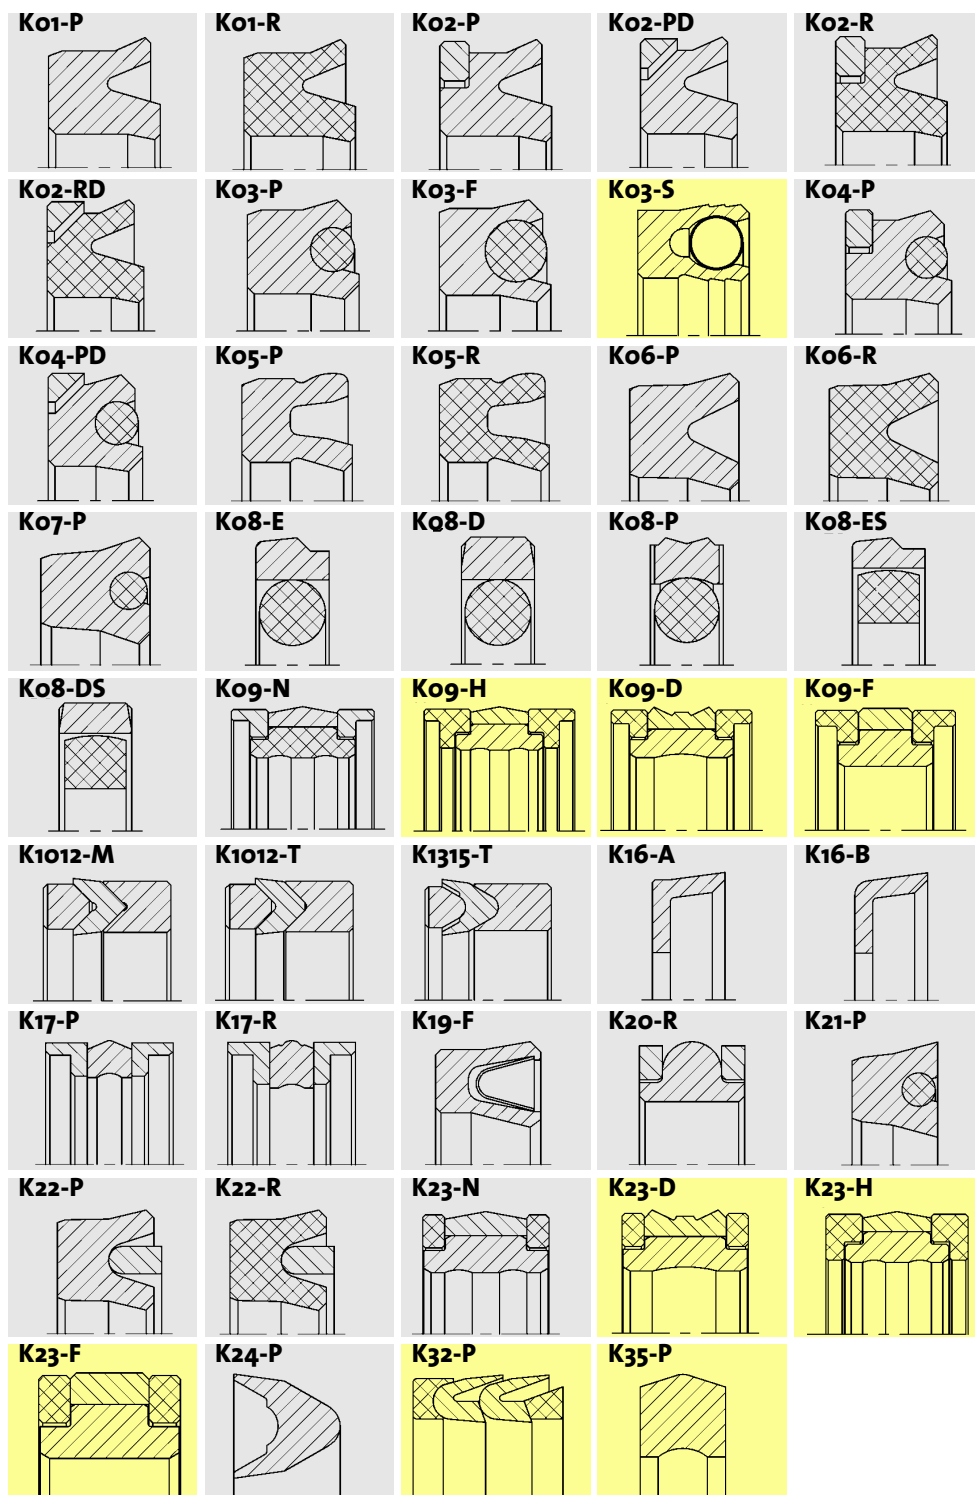 K01-P K01-R K02-P K02-PD K02-R
K02-RD K03-P K03-F K03-S K04-P
K04-PD K05-P K05-R K06-P K06-R
K07-P K08-E K08-D K08-P K08-ES
K08-DS K09-N K09-H K09-D K09-F
K1012-M K1012-T K1315-T K16-A K16-B
K17-P K17-R K19-F K20-R K21-P
K22-P K22-R K23-N K23-D K23-H
K23-F K24-P K32-P K35-P